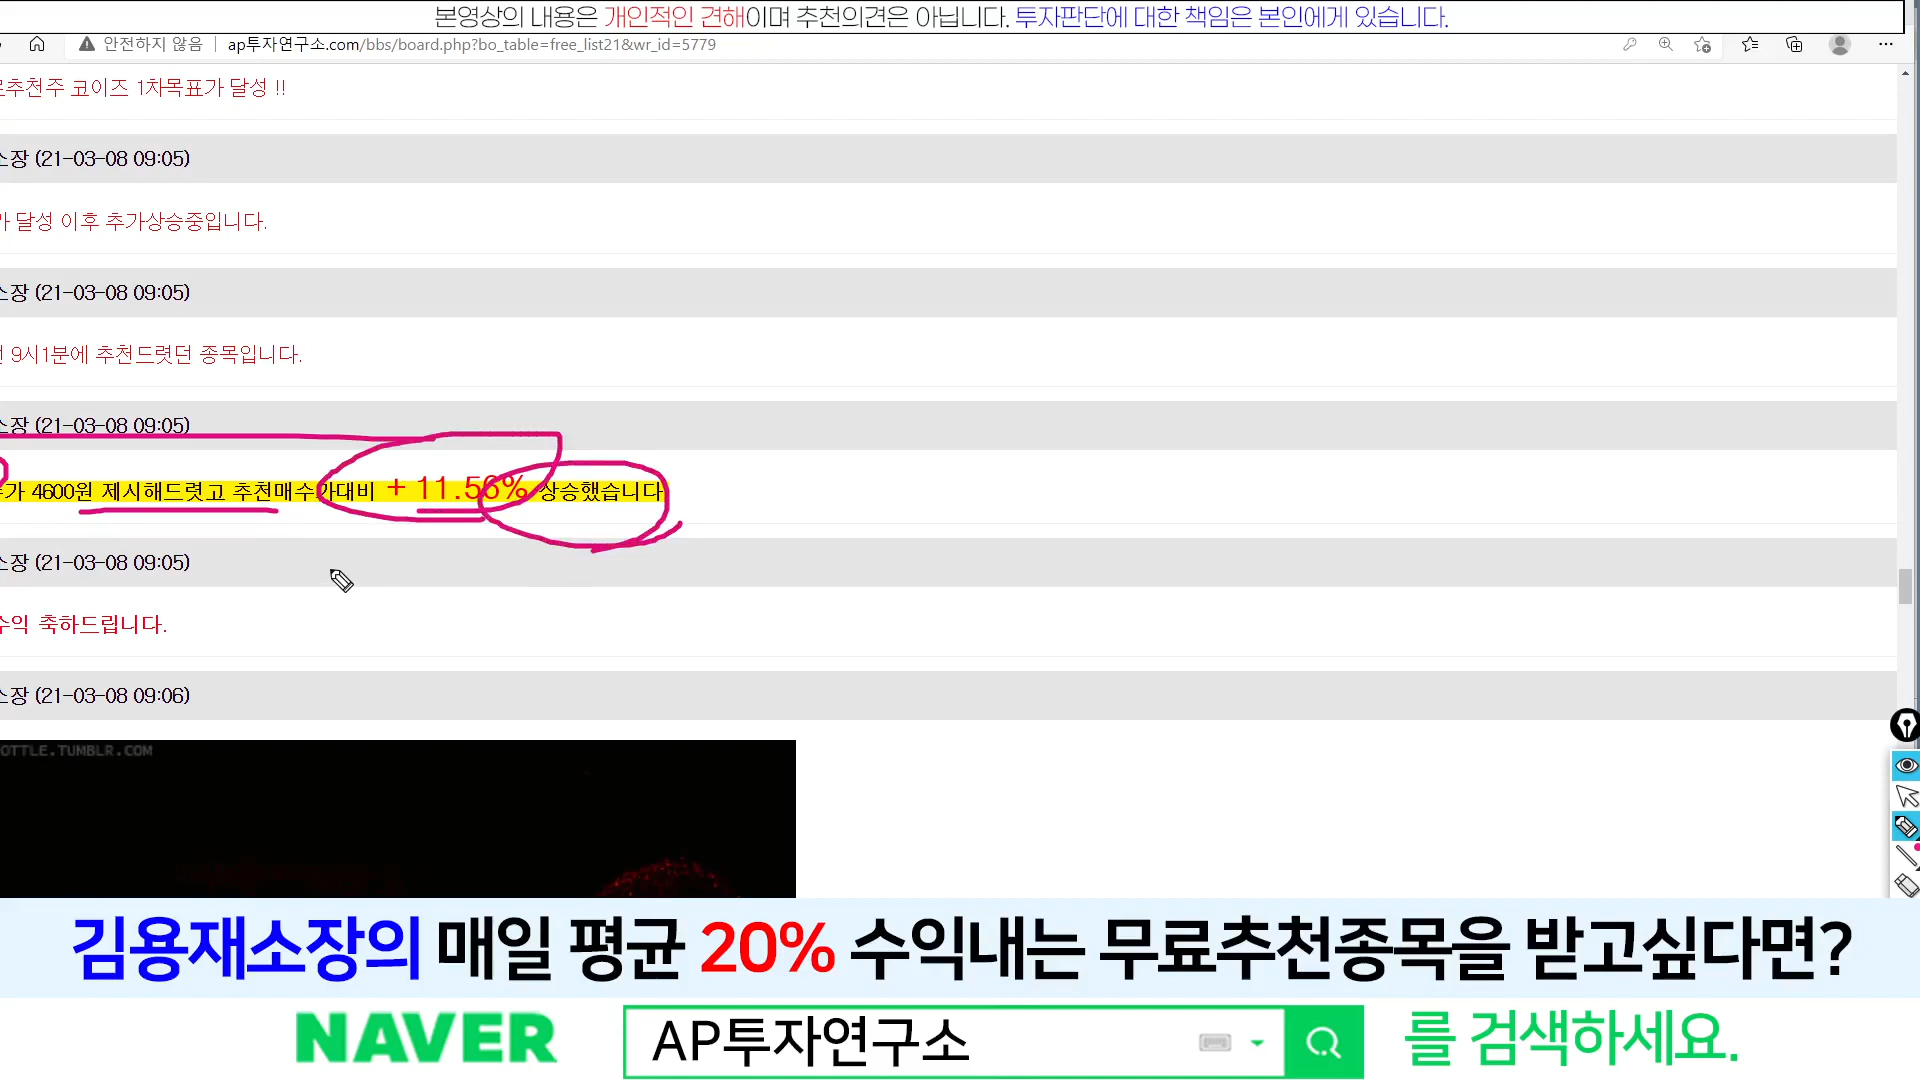 본영상의 내용은 개인적인 견해이며 추천의견은 아닙니다. 투자판단에 대한 책임은 본인에게 있습니다.
안전하지 않음 ap투자연구소.com/bbs/board.php?bo_table=free_list21&wr_id=5779
추천주 코이즈 1차목표가 달성 !!
소장 (21-03-08 09:05)
가 달성 이후 추가상승중입니다.
소장 (21-03-08 09:05)
9시1분에 추천드렷던 종목입니다.
소장 (21-03-08 09:05)
가 4600원 제시해드렷고 추천매수가대비 + 11.56% 상승했습니다
소장 (21-03-08 09:05)
수익 축하드립니다.
소장 (21-03-08 09:06)
OTTLE.TUMBLR.COM
김용재소장의 매일 평균 20% 수익내는 무료추천종목을 받고싶다면?
NAVER AP투자연구소 를 검색하세요.